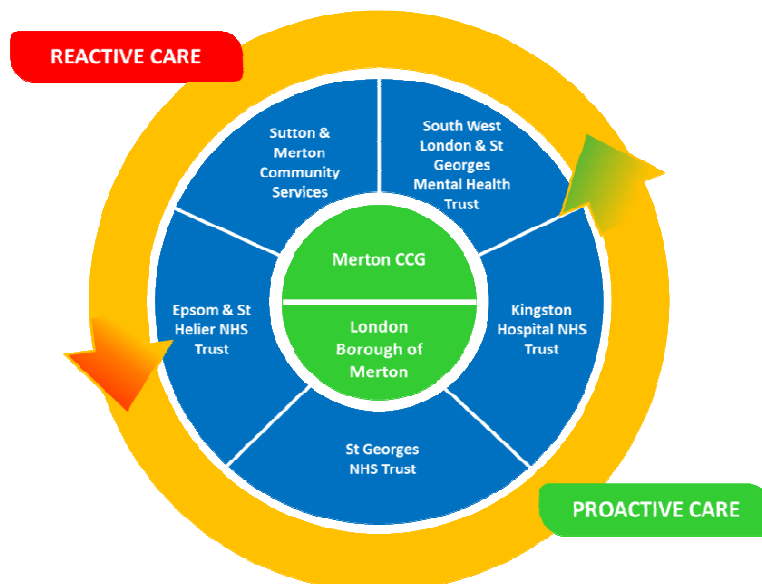 REACTIVE CARE
Sutton &
Merton
Community
Services
South West
London & St
Georges
Mental Health
Trust
Merton CCG
London
Borough of
Merton
Epsom & St
Helier NHS
Trust
Kingston
Hospital NHS
Trust
St Georges
NHS Trust
PROACTIVE CARE